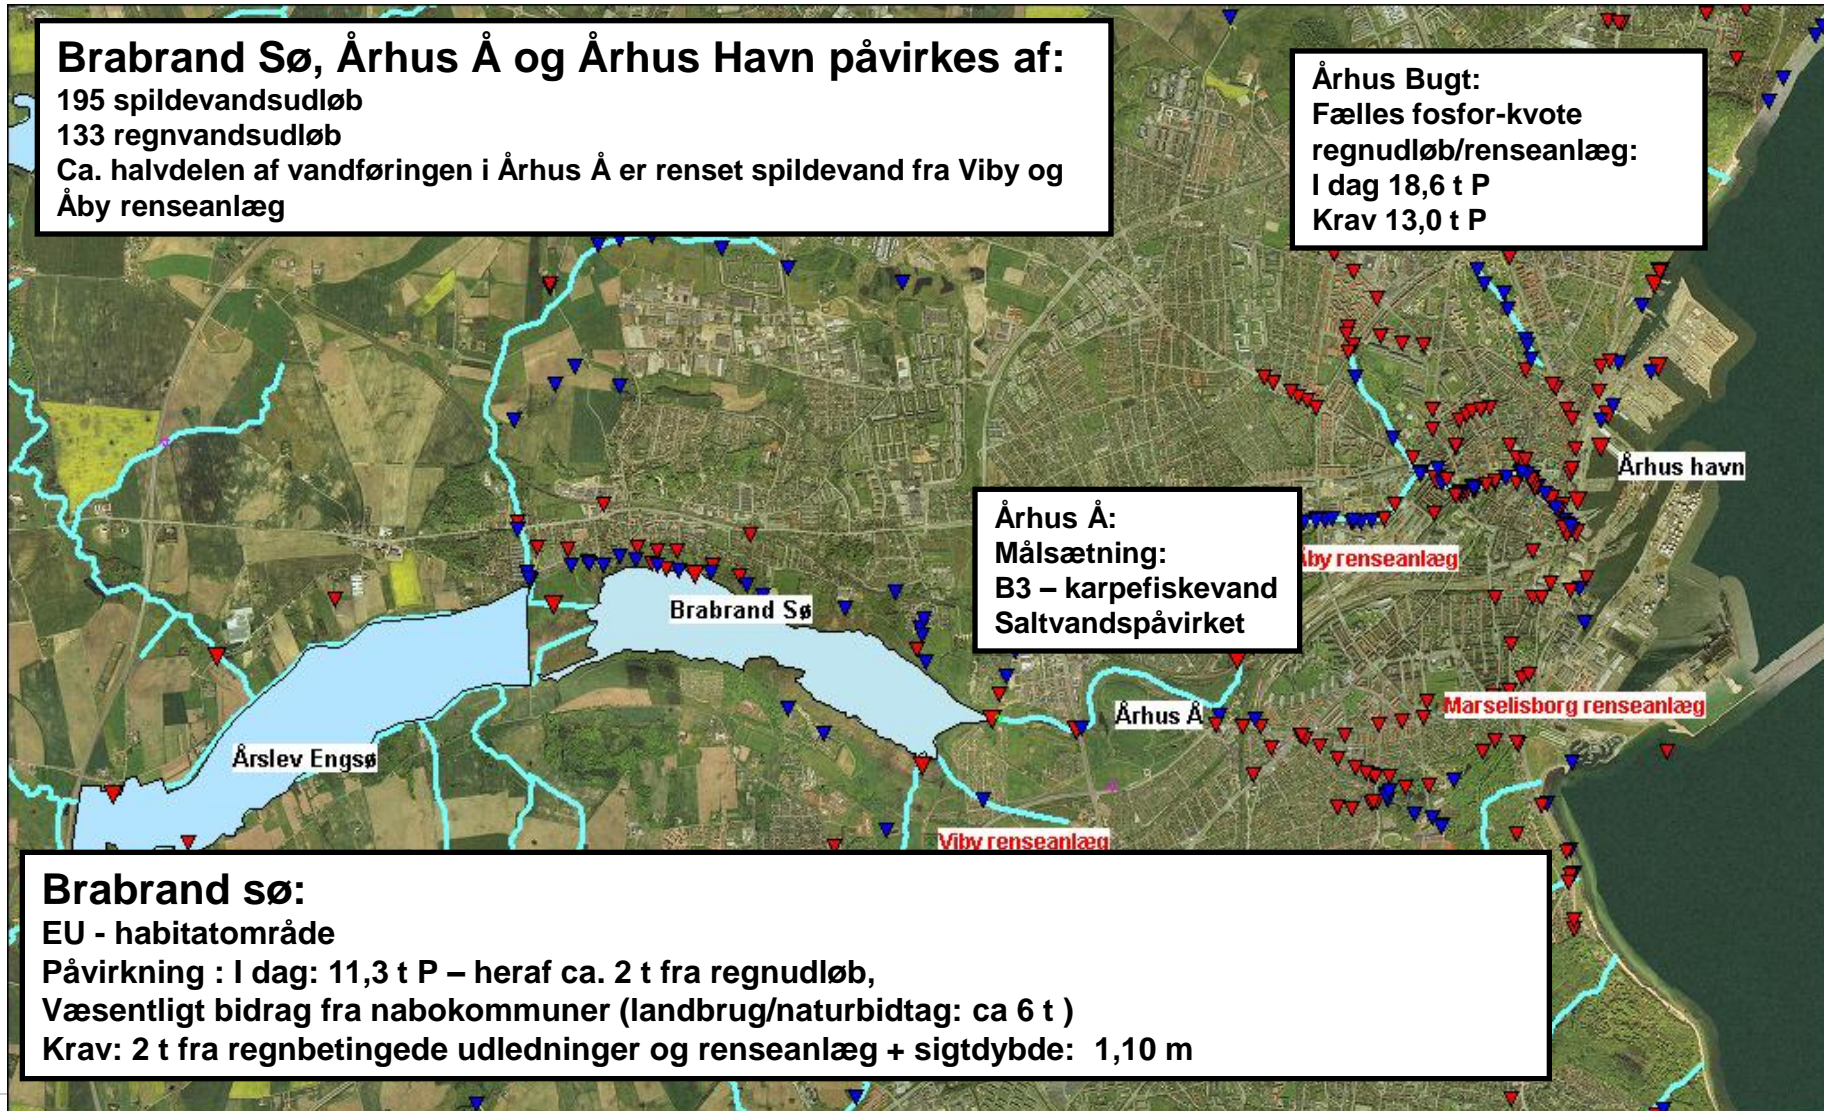 Brabrand Sø, Århus Å og Århus Havn påvirkes af:
195 spildevandsudløb
133 regnvandsudløb
Ca. halvdelen af vandføringen i Århus Å er renset spildevand fra Viby og
Åby renseanlæg
Århus Bugt:
Fælles fosfor-kvote
regnudløb/renseanlæg:
I dag 18,6 t P
Krav 13,0 t P
Århus havn
Århus Å:
Målsætning:
B3 – karpefiskevand
Saltvandspåvirket
Åby renseanlæg
Brabrand Sø
Marselisborg renseanlæg
Århus Å
Årslev Engsø
Viby renseanlæg
Brabrand sø:
EU - habitatområde
Påvirkning : I dag: 11,3 t P – heraf ca. 2 t fra regnudløb,
Væsentligt bidrag fra nabokommuner (landbrug/naturbidtag: ca 6 t )
Krav: 2 t fra regnbetingede udledninger og renseanlæg + sigtdybde: 1,10 m